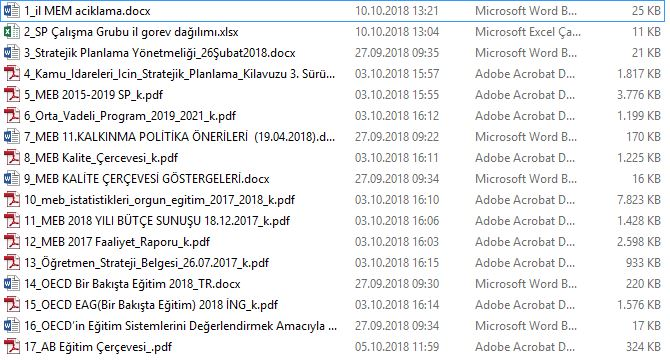 1_il MEM aciklama.docx 10.10.2018 13:21 Microsoft Word B... 25 KB
2_SP Çalışma Grubu il gorev dağılımı.xlsx 10.10.2018 13:03 Microsoft Excel Ça... 11 KB
3_Stratejik Planlama Yönetmeliği_26Şubat2018.docx 27.09.2018 09:35 Microsoft Word B... 21 KB
4_Kamu_Idareleri_Icin_Stratejik_Planlama_Kilavuzu 3. Sürü... 03.10.2018 15:57 Adobe Acrobat D... 1.817 KB
5_MEB 2015-2019 SP_k.pdf 03.10.2018 15:55 Adobe Acrobat D... 3.776 KB
6_Orta_Vadeli_Program_2019_2021_k.pdf 03.10.2018 16:12 Adobe Acrobat D... 1.199 KB
7_MEB 11.KALKINMA POLİTİKA ÖNERİLERİ (19.04.2018).d... 27.09.2018 09:22 Microsoft Word B... 170 KB
8_MEB Kalite_Çercevesi_k.pdf 03.10.2018 16:11 Adobe Acrobat D... 1.225 KB
9_MEB KALİTE ÇERÇEVESİ GÖSTERGELERİ.docx 27.09.2018 09:34 Microsoft Word B... 16 KB
10_meb_istatistikleri_orgun_egitim_2017_2018_k.pdf 03.10.2018 16:10 Adobe Acrobat D... 7.823 KB
11_MEB 2018 YILI BÜTÇE SUNUŞU 18.12.2017_k.pdf 03.10.2018 16:06 Adobe Acrobat D... 1.428 KB
12_MEB 2017 Faaliyet_Raporu_k.pdf 03.10.2018 16:03 Adobe Acrobat D... 2.598 KB
13_Öğretmen_Strateji_Belgesi_26.07.2017_k.pdf 03.10.2018 16:15 Adobe Acrobat D... 933 KB
14_OECD Bir Bakışta Eğitim 2018_TR.docx 27.09.2018 09:30 Microsoft Word B... 220 KB
15_OECD EAG(Bir Bakışta Eğitim) 2018 İNG_k.pdf 03.10.2018 16:14 Adobe Acrobat D... 1.576 KB
16_OECD'in Eğitim Sistemlerini Değerlendirmek Amacıyla ... 27.09.2018 09:34 Microsoft Word B... 17 KB
17_AB Eğitim Çerçevesi_.pdf 05.10.2018 11:59 Adobe Acrobat D... 324 KB